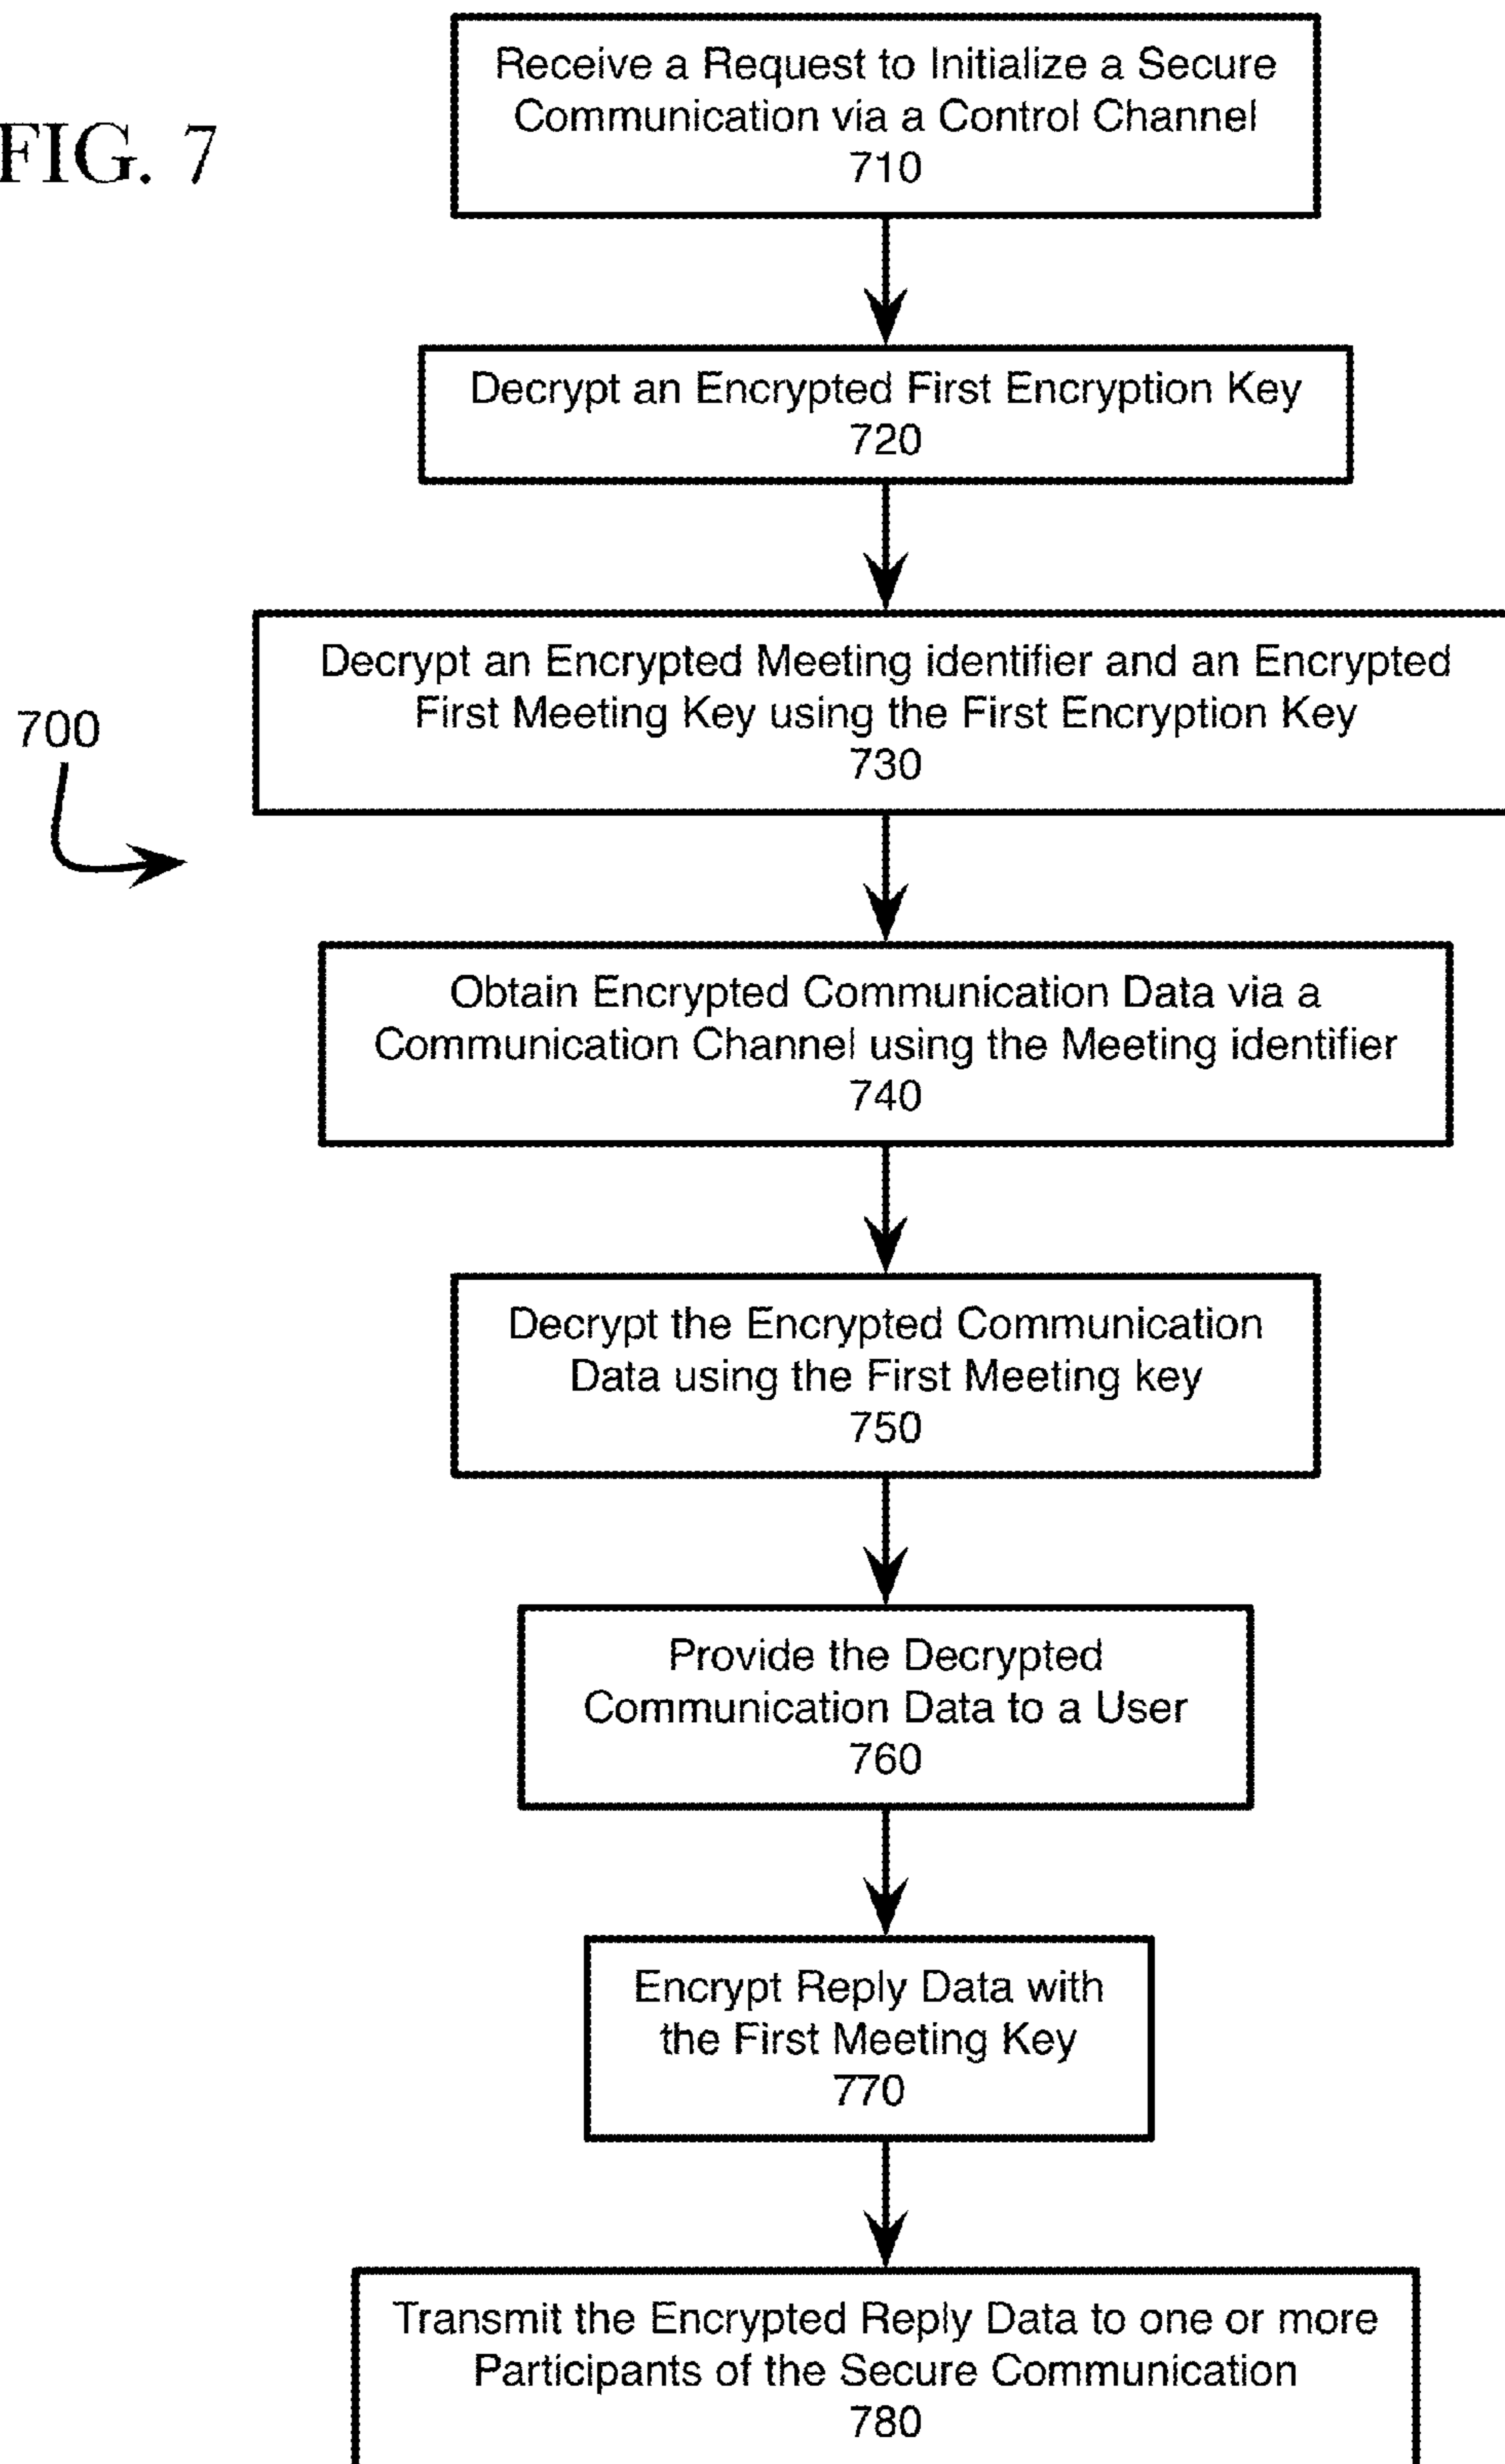 FIG. 7
Receive a Request to Initialize a Secure
Communication via a Control Channel
710
Decrypt an Encrypted First Encryption Key
720
Decrypt an Encrypted Meeting identifier and an Encrypted
First Meeting Key using the First Encryption Key
730
700
Obtain Encrypted Communication Data via a
Communication Channel using the Meeting identifier
740
Decrypt the Encrypted Communication
Data using the First Meeting key
750
Provide the Decrypted
Communication Data to a User
760
Encrypt Reply Data with
the First Meeting Key
770
Transmit the Encrypted Reply Data to one or more
Participants of the Secure Communication
780